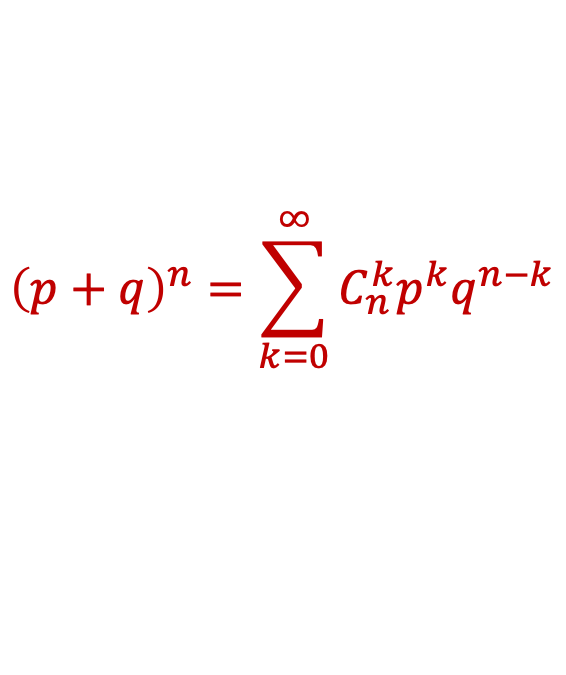 $(p+q)^n = \sum_{k=0}^{\infty} C_n^k p^k q^{n-k}$